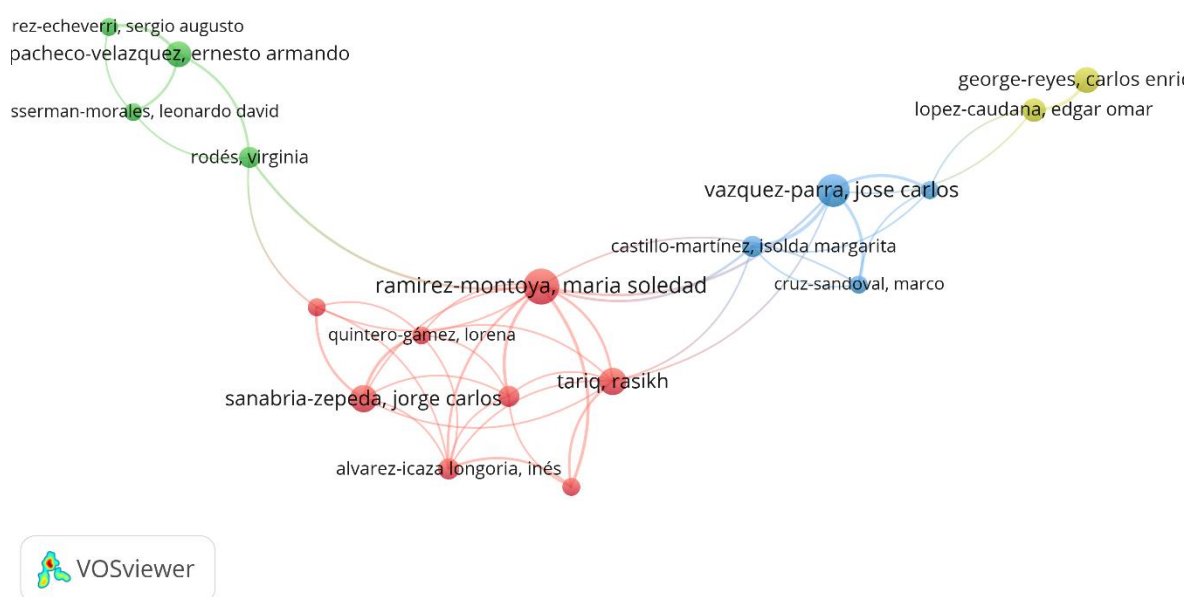 rez-echeverri, sergio augusto
pacheco-velazquez, ernesto armando
sserman-morales, leonardo david
rodés, virginia
george-reyes, carlos enri
lopez-caudana, edgar omar
vazquez-parra, jose carlos
castillo-martínez, isolda margarita
cruz-sandoval, marco
ramirez-montoya, maria soledad
quintero-gámez, lorena
tariq, rasikh
sanabria-zepeda, jorge carlos
alvarez-icaza longoria, inés
VOSviewer